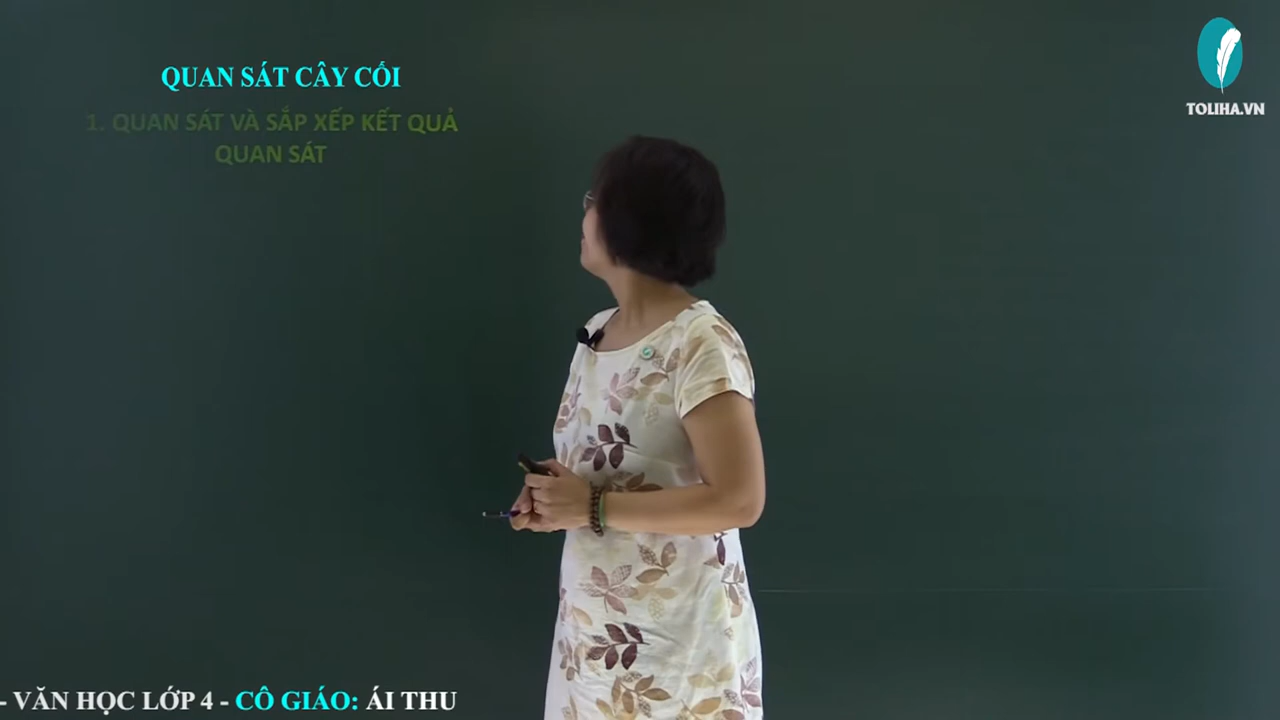 QUAN SÁT CÂY CỐI
1. QUAN SÁT VÀ SẮP XẾP KẾT QUẢ
QUAN SÁT
TOLIHA.VN
- VĂN HỌC LỚP 4 - CÔ GIÁO: ÁI THU